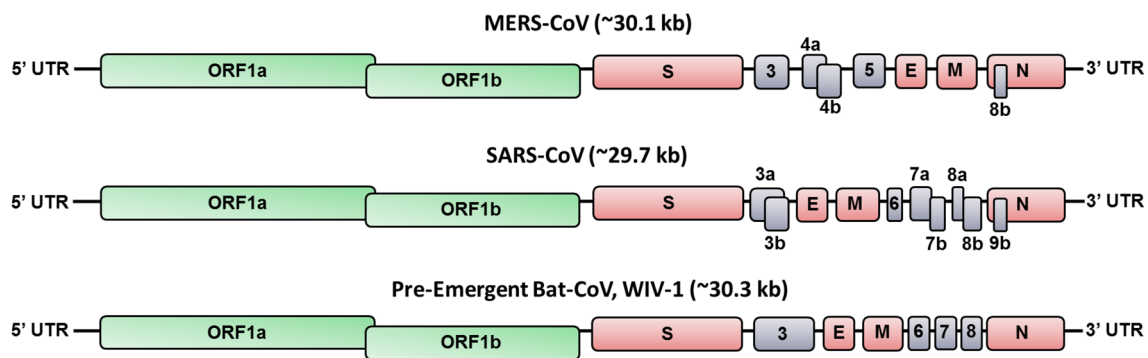 MERS-CoV (~30.1 kb)
5’ UTR ORF1a ORF1b S 3 4a 4b 5 E M 8b N 3’ UTR
SARS-CoV (~29.7 kb)
5’ UTR ORF1a ORF1b S 3a 3b E M 6 7a 7b 8a 8b 9b N 3’ UTR
Pre-Emergent Bat-CoV, WIV-1 (~30.3 kb)
5’ UTR ORF1a ORF1b S 3 E M 6 7 8 N 3’ UTR